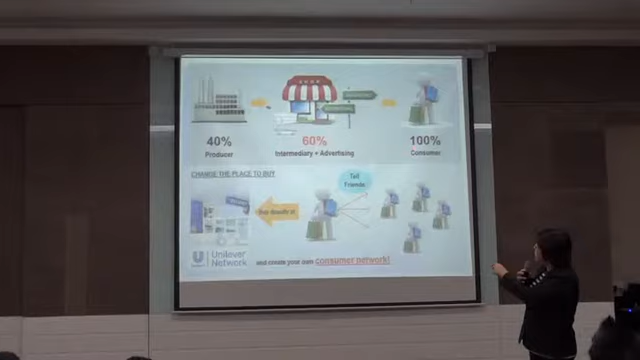 SHOP
40%
Producer
60%
Intermediary + Advertising
100%
Consumer
CHANGE THE PLACE TO BUY
Tell
Friends
Buy directly at
U
Unilever
Network
and create your own consumer network!